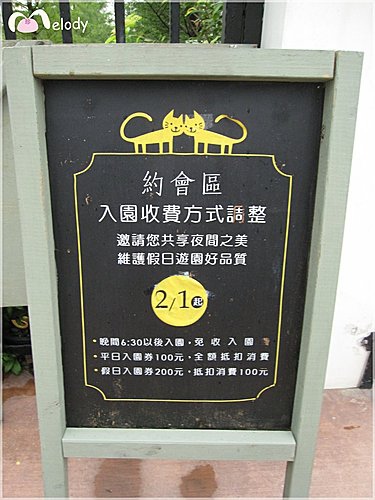 Melody
約會區
入園收費方式調整
邀請您共享夜間之美
維護假日遊園好品質
2/1起
·晚間6:30以後入園，免收入園
·平日入園券100元，全額抵扣消費
·假日入園券200元，抵扣消費100元